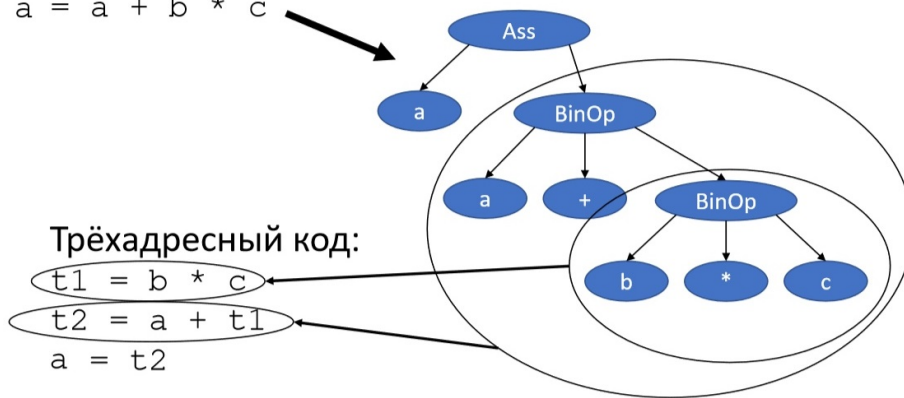 a = a + b * c
Ass
a
BinOp
a
+
BinOp
b
*
c
Трёхадресный код:
t1 = b * c
t2 = a + t1
a = t2